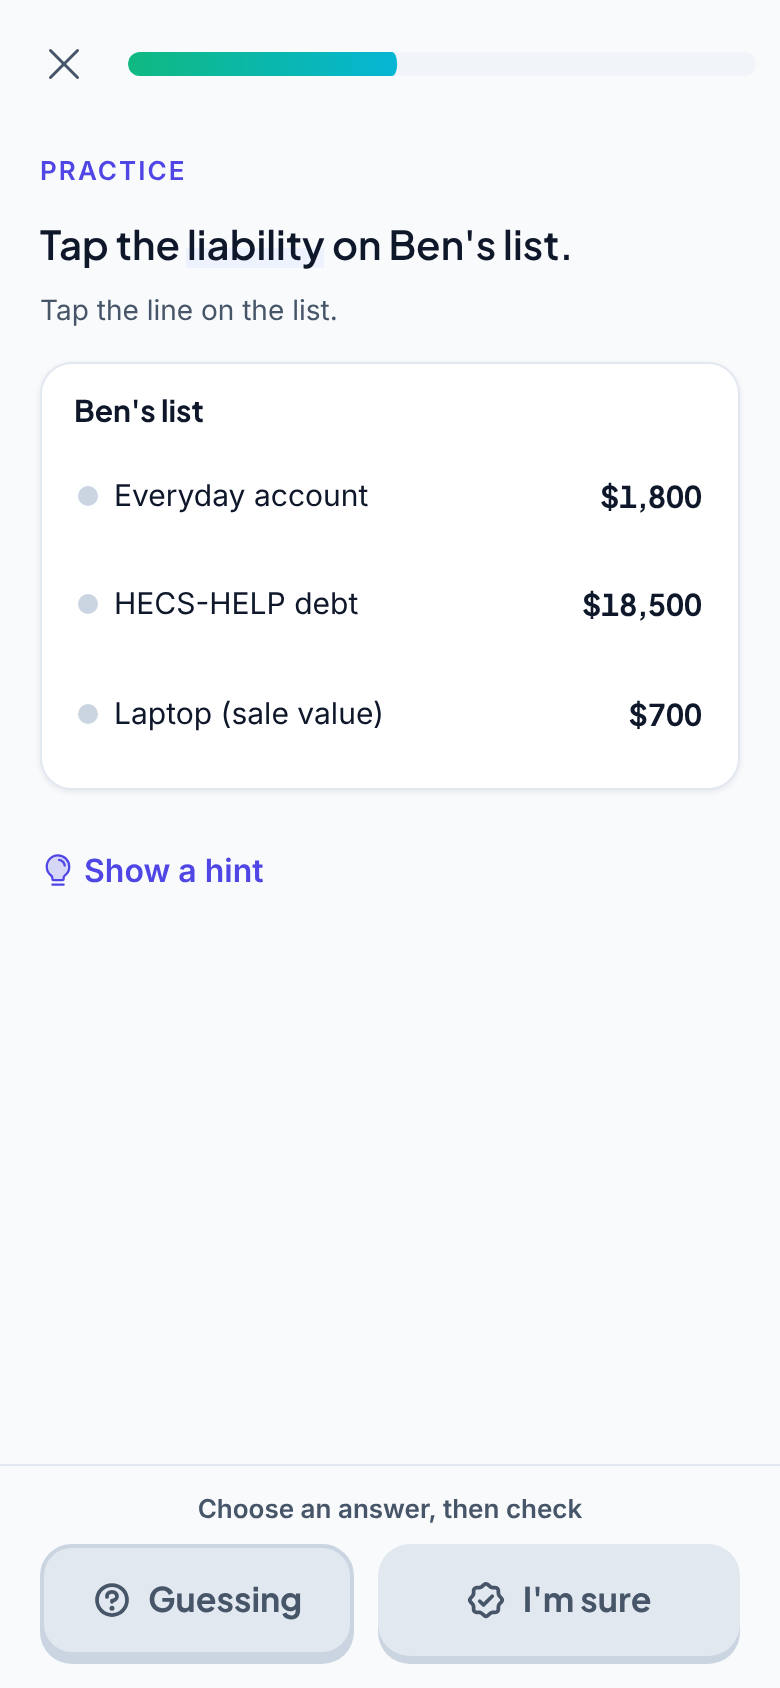 PRACTICE
Tap the liability on Ben's list.
Tap the line on the list.
Ben's list
Everyday account $1,800
HECS-HELP debt $18,500
Laptop (sale value) $700
Show a hint
Choose an answer, then check
Guessing I'm sure